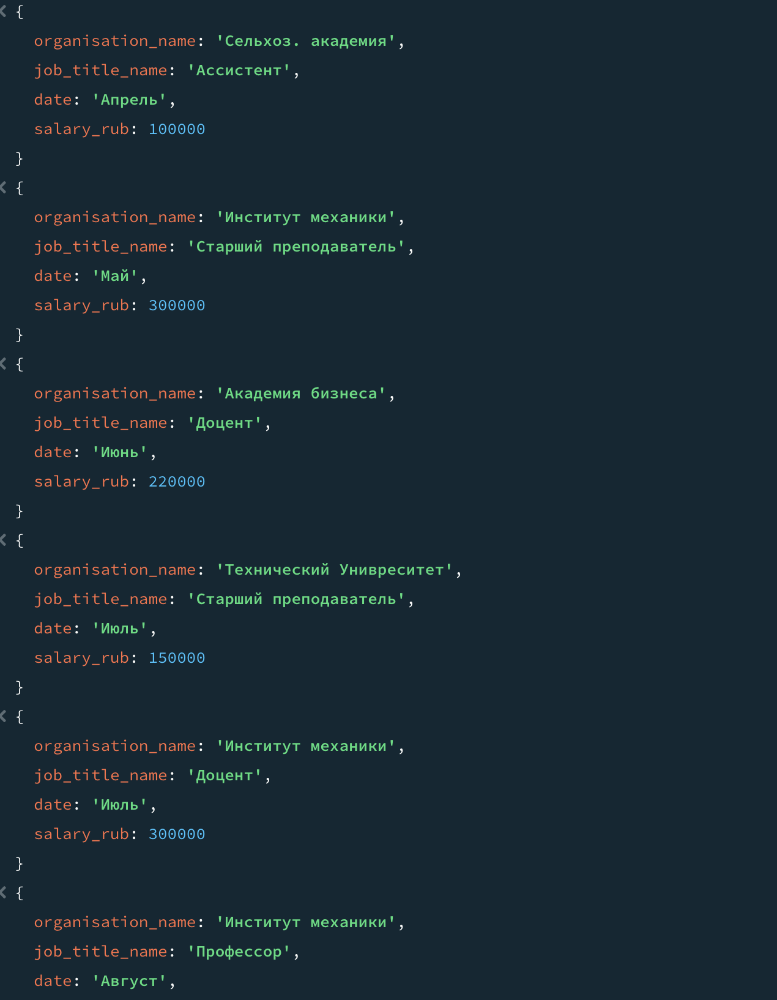 {
organisation_name: 'Сельхоз. академия',
job_title_name: 'Ассистент',
date: 'Апрель',
salary_rub: 100000
}
{
organisation_name: 'Институт механики',
job_title_name: 'Старший преподаватель',
date: 'Май',
salary_rub: 300000
}
{
organisation_name: 'Академия бизнеса',
job_title_name: 'Доцент',
date: 'Июнь',
salary_rub: 220000
}
{
organisation_name: 'Технический Унивреситет',
job_title_name: 'Старший преподаватель',
date: 'Июль',
salary_rub: 150000
}
{
organisation_name: 'Институт механики',
job_title_name: 'Доцент',
date: 'Июль',
salary_rub: 300000
}
{
organisation_name: 'Институт механики',
job_title_name: 'Профессор',
date: 'Август',